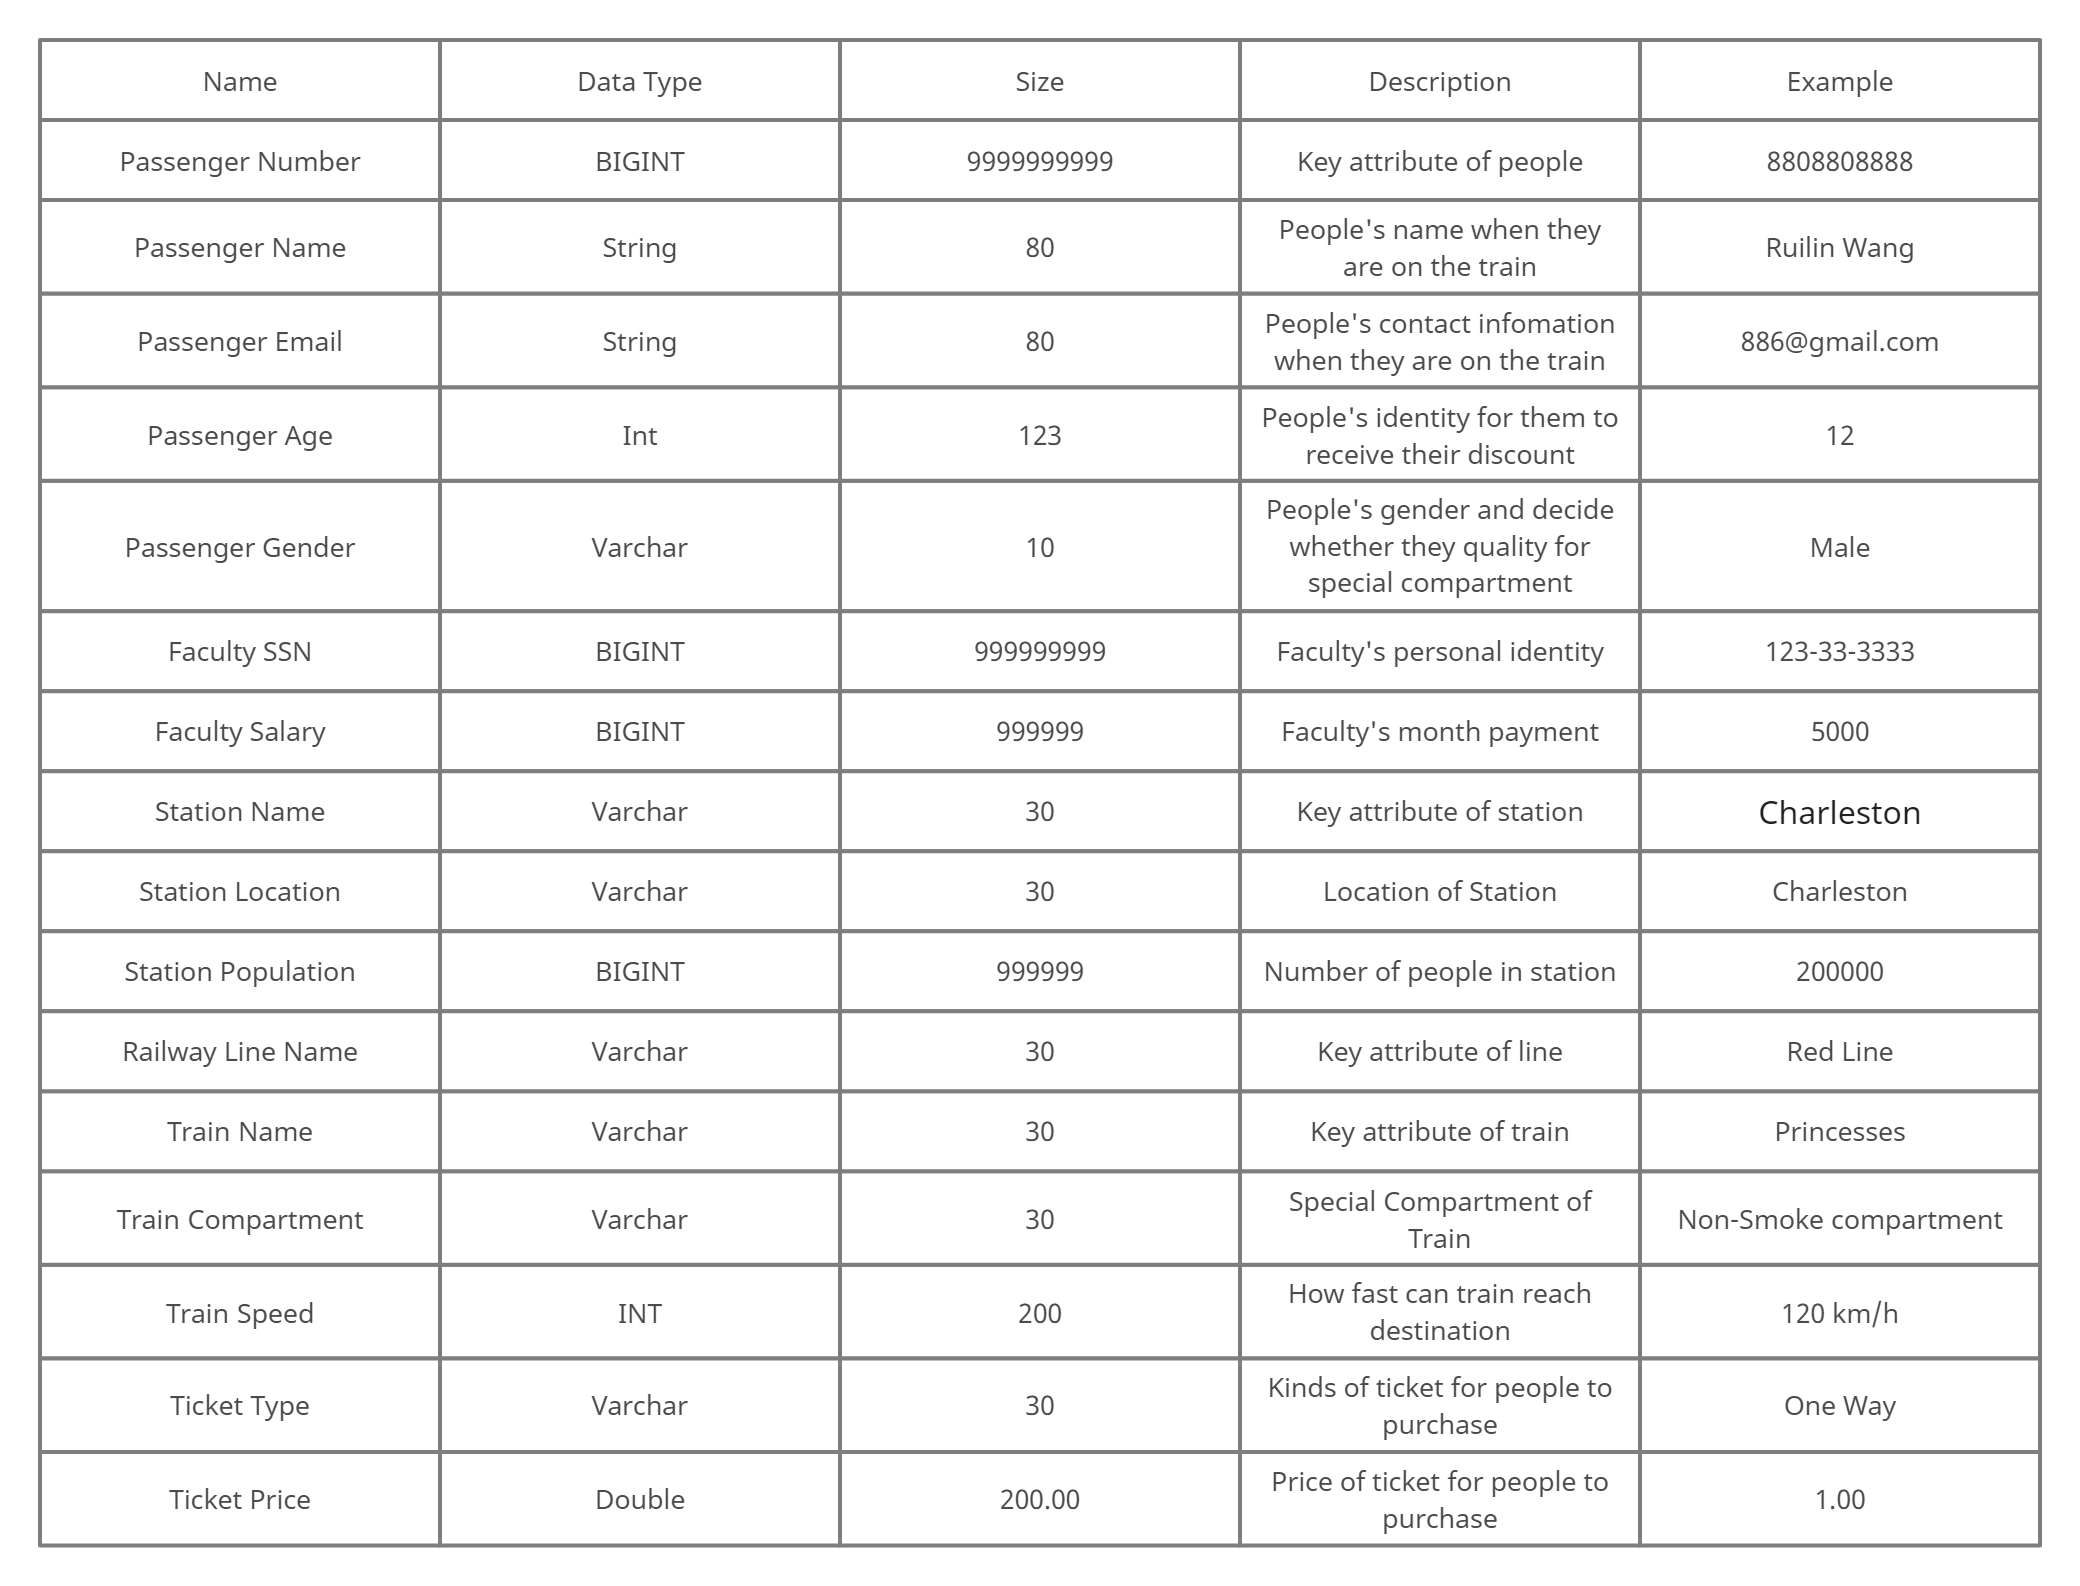 Name Data Type Size Description Example
Passenger Number BIGINT 9999999999 Key attribute of people 8808808888
Passenger Name String 80 People's name when they
are on the train Ruilin Wang
Passenger Email String 80 People's contact infomation
when they are on the train 886@gmail.com
Passenger Age Int 123 People's identity for them to
receive their discount 12
Passenger Gender Varchar 10 People's gender and decide
whether they quality for
special compartment Male
Faculty SSN BIGINT 999999999 Faculty's personal identity 123-33-3333
Faculty Salary BIGINT 999999 Faculty's month payment 5000
Station Name Varchar 30 Key attribute of station Charleston
Station Location Varchar 30 Location of Station Charleston
Station Population BIGINT 999999 Number of people in station 200000
Railway Line Name Varchar 30 Key attribute of line Red Line
Train Name Varchar 30 Key attribute of train Princesses
Train Compartment Varchar 30 Special Compartment of
Train Non-Smoke compartment
Train Speed INT 200 How fast can train reach
destination 120 km/h
Ticket Type Varchar 30 Kinds of ticket for people to
purchase One Way
Ticket Price Double 200.00 Price of ticket for people to
purchase 1.00